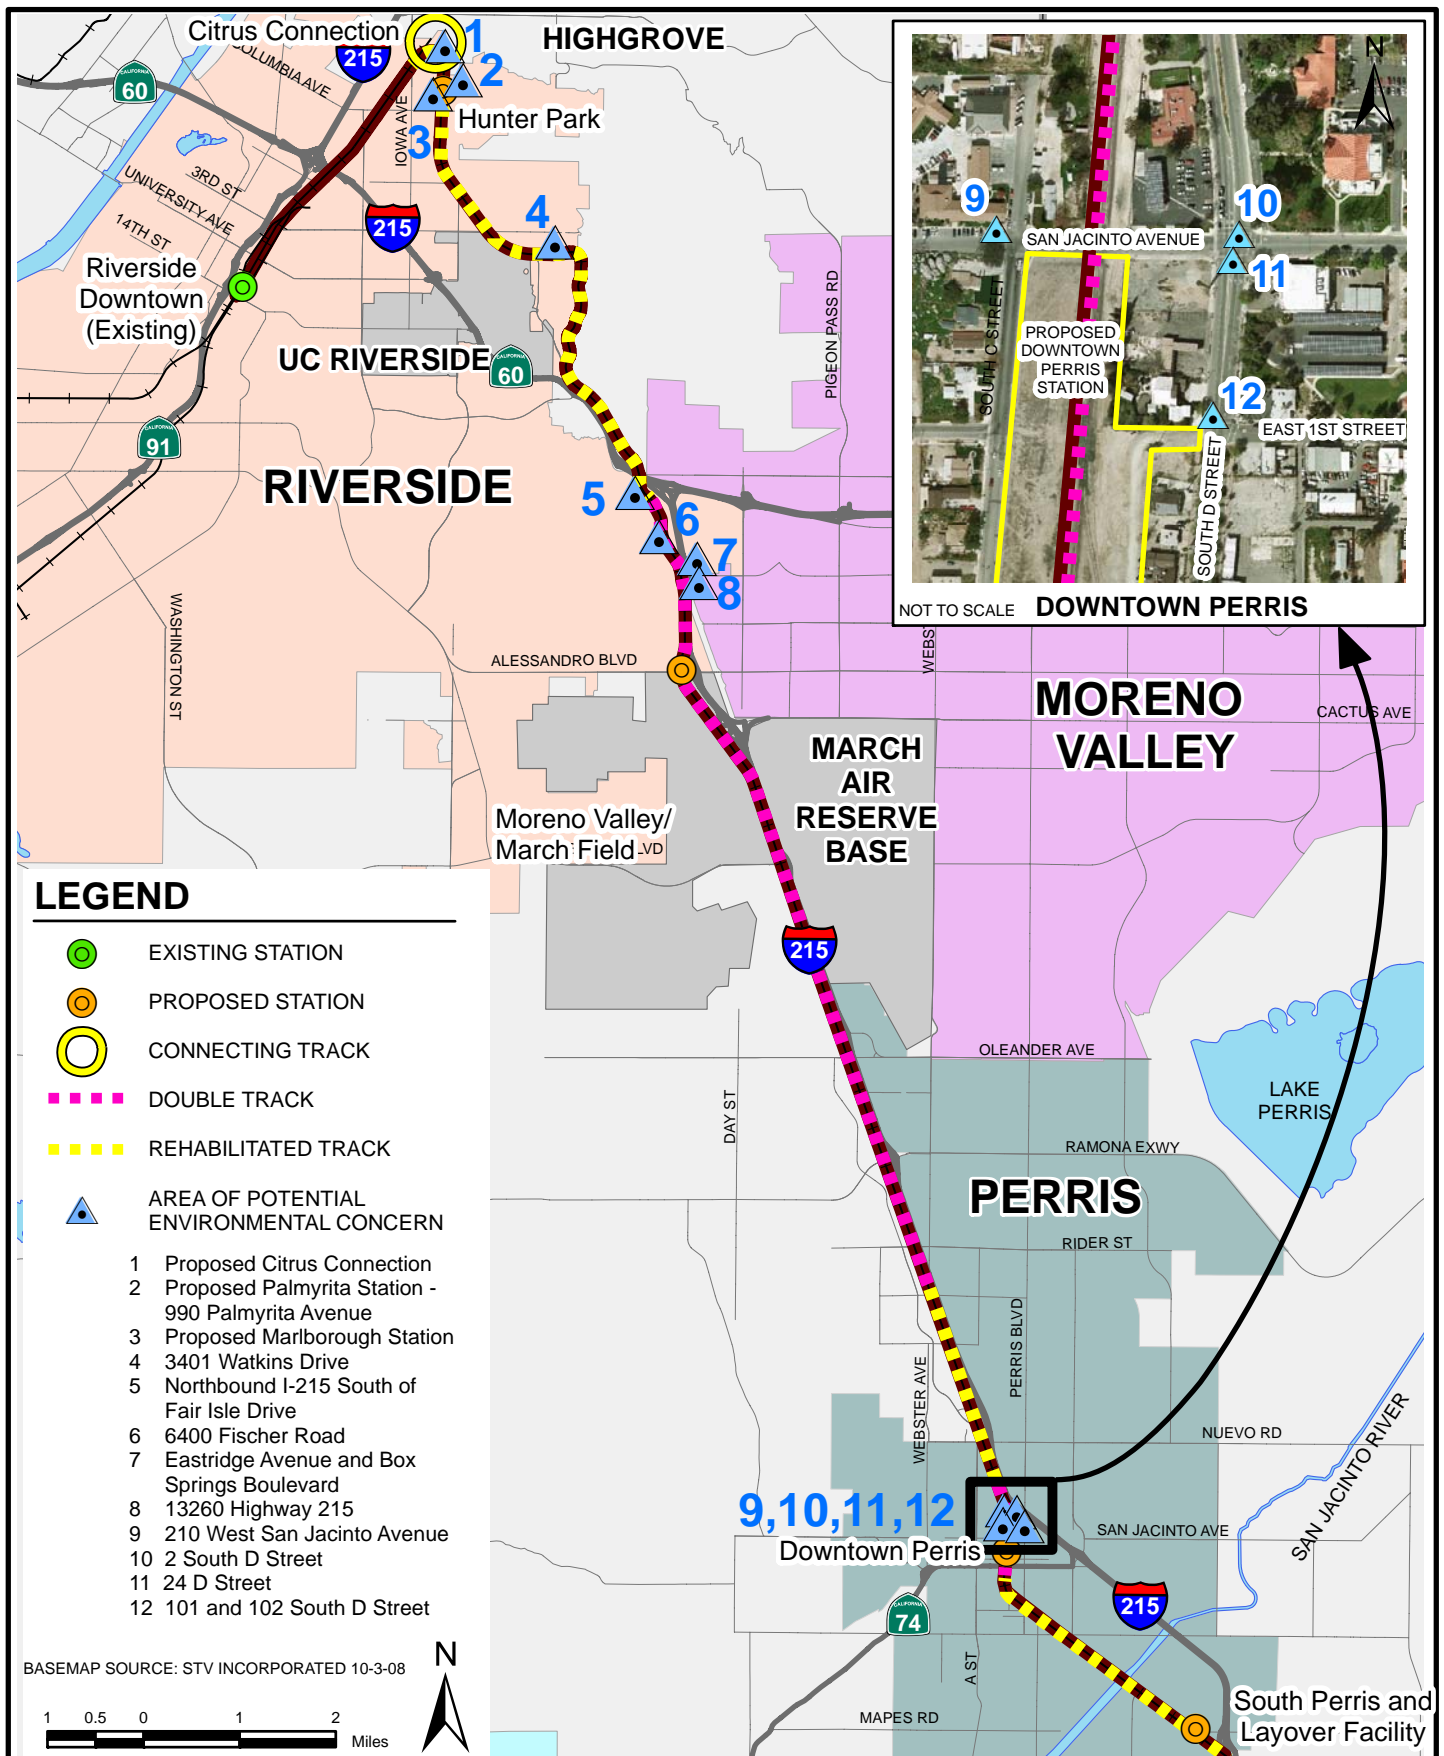 Citrus Connection
1
2
HIGHGROVE
215
COLUMBIA AVE
CALIFORNIA
60
IOWA AVE
Hunter Park
3
3RD ST
UNIVERSITY AVE
14TH ST
215
4
Riverside
Downtown
(Existing)
UC RIVERSIDE
CALIFORNIA
60
PIGEON PASS RD
CALIFORNIA
91
RIVERSIDE
5
6
7
8
WASHINGTON ST
ALESSANDRO BLVD
WEBST
N
9
10
SAN JACINTO AVENUE
11
SOUTH C STREET
PROPOSED
DOWNTOWN
PERRIS
STATION
12
EAST 1ST STREET
SOUTH D STREET
NOT TO SCALE
DOWNTOWN PERRIS
MORENO
VALLEY
CACTUS AVE
MARCH
AIR
RESERVE
BASE
Moreno Valley/
March Field
LVD
215
OLEANDER AVE
LAKE
PERRIS
DAY ST
RAMONA EXWY
PERRIS
RIDER ST
PERRIS BLVD
WEBSTER AVE
NUEVO RD
SAN JACINTO RIVER
9,10,11,12
SAN JACINTO AVE
Downtown Perris
CALIFORNIA
74
215
A ST
MAPES RD
South Perris and
Layover Facility
LEGEND
EXISTING STATION
PROPOSED STATION
CONNECTING TRACK
DOUBLE TRACK
REHABILITATED TRACK
AREA OF POTENTIAL
ENVIRONMENTAL CONCERN
1 Proposed Citrus Connection
2 Proposed Palmyrita Station -
990 Palmyrita Avenue
3 Proposed Marlborough Station
4 3401 Watkins Drive
5 Northbound I-215 South of
Fair Isle Drive
6 6400 Fischer Road
7 Eastridge Avenue and Box
Springs Boulevard
8 13260 Highway 215
9 210 West San Jacinto Avenue
10 2 South D Street
11 24 D Street
12 101 and 102 South D Street
BASEMAP SOURCE: STV INCORPORATED 10-3-08
N
1 0.5 0 1 2
Miles